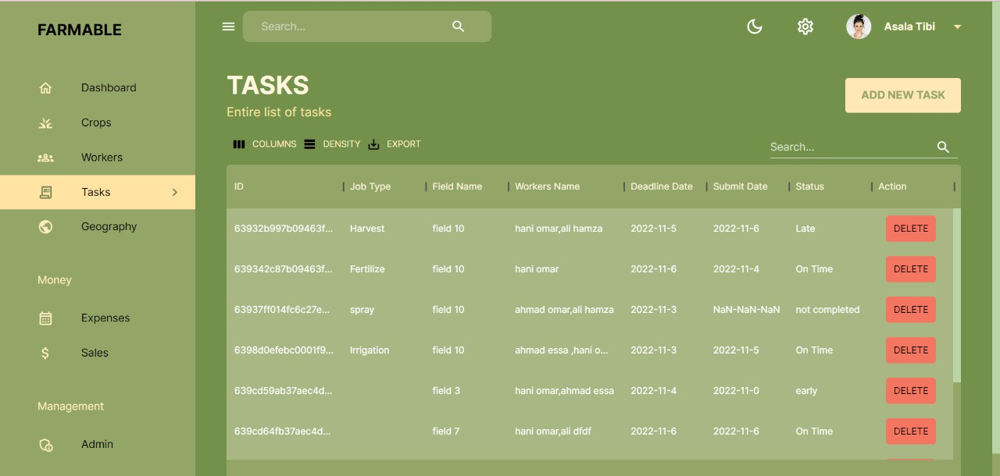 FARMABLE
Search...
Asala Tibi
Dashboard
Crops
Workers
Tasks
Geography
Money
Expenses
Sales
Management
Admin
TASKS
Entire list of tasks
ADD NEW TASK
COLUMNS DENSITY EXPORT
Search...
ID Job Type Field Name Workers Name Deadline Date Submit Date Status Action
63932b997b09463f... Harvest field 10 hani omar,ali hamza 2022-11-5 2022-11-6 Late DELETE
639342c87b09463f... Fertilize field 10 hani omar 2022-11-6 2022-11-4 On Time DELETE
63937ff014fc6c27e... spray field 10 ahmad omar,ali hamza 2022-11-3 NaN-NaN-NaN not completed DELETE
6398d0efebc0001f9... Irrigation field 10 ahmad essa ,hani o... 2022-11-3 2022-11-5 On Time DELETE
639cd59ab37aec4d... field 3 hani omar,ahmad essa 2022-11-4 2022-11-0 early DELETE
639cd64fb37aec4d... field 7 hani omar,ali dfdf 2022-11-6 2022-11-6 On Time DELETE